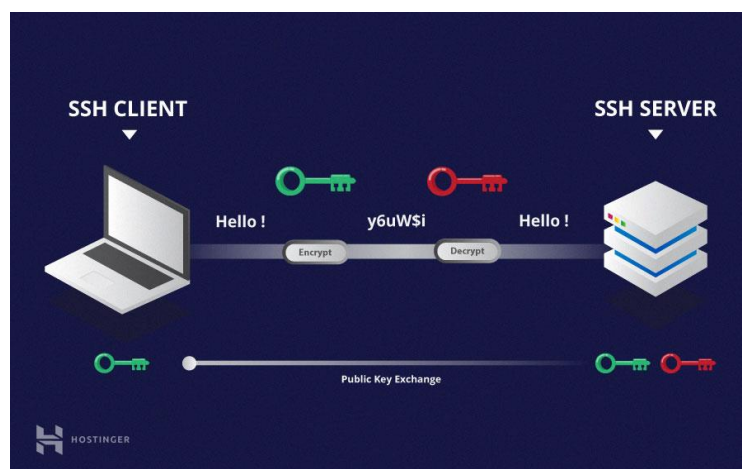 SSH CLIENT
SSH SERVER
Hello !
y6uW$i
Hello !
Encrypt
Decrypt
Public Key Exchange
HOSTINGER